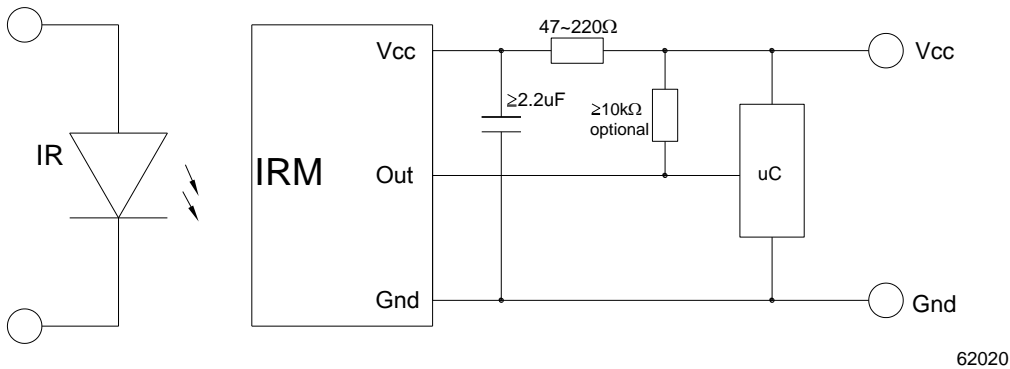 47~220Ω
Vcc
Vcc
≥2.2uF
≥10kΩ
optional
IR
IRM
Out
uC
Gnd
Gnd
62020